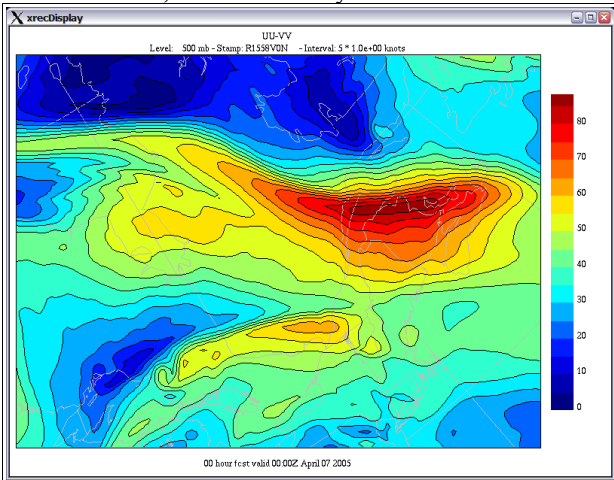 xrecDisplay
UU-VV
Level: 500 mb - Stamp: R1558V0N - Interval: 5 * 1.0e+00 knots
80
70
60
50
40
30
20
10
0
00 hour fcst valid 00:00Z April 07 2005